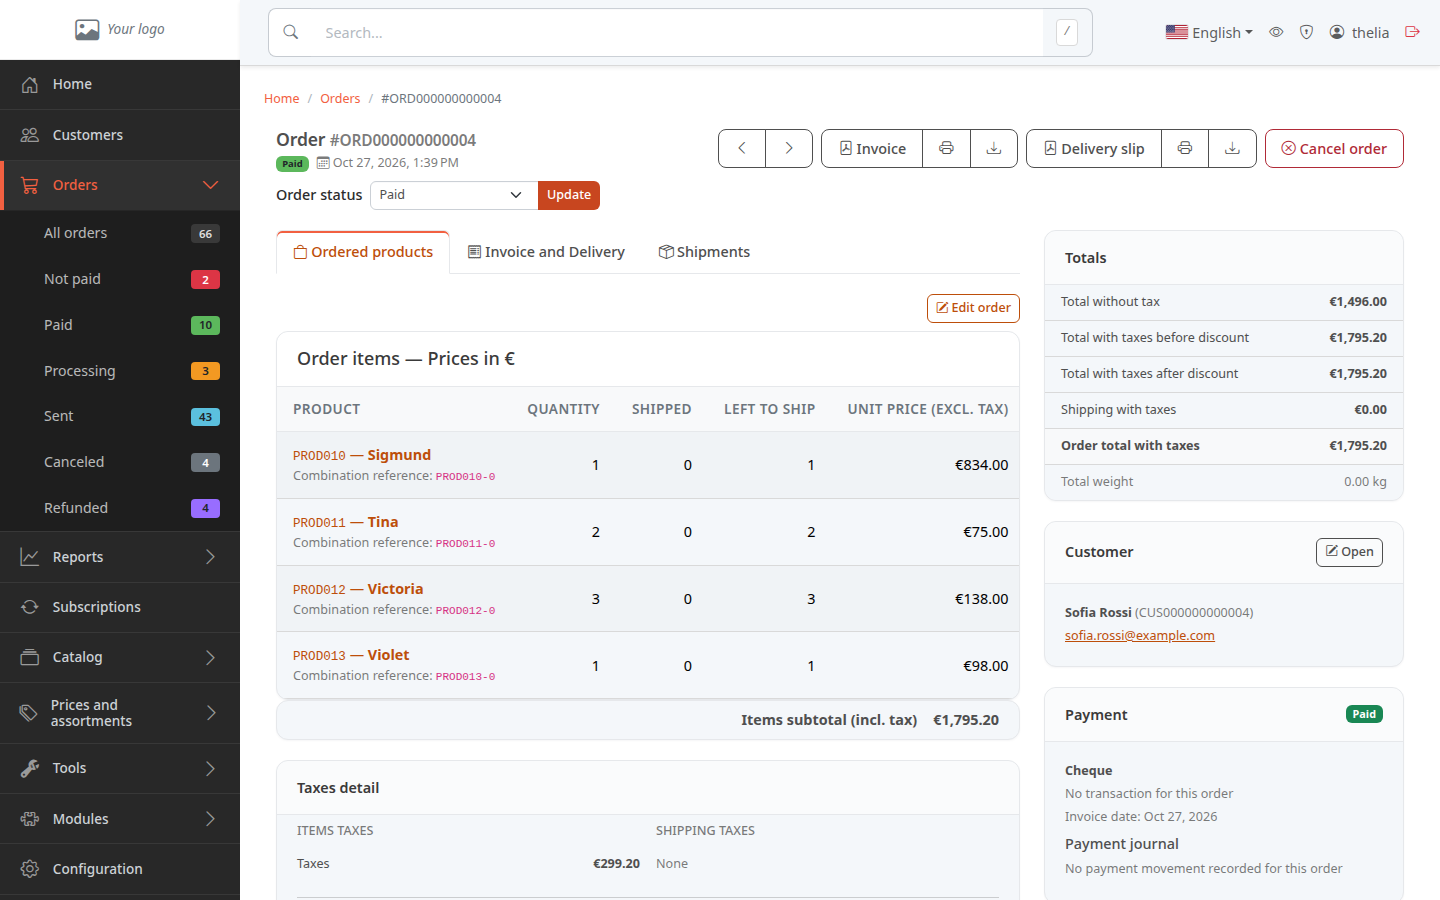 Your logo
Search...
/
English
thelia
Home
Customers
Orders
All orders 66
Not paid 2
Paid 10
Processing 3
Sent 43
Canceled 4
Refunded 4
Reports
Subscriptions
Catalog
Prices and
assortments
Tools
Modules
Configuration
Home / Orders / #ORD000000000004
Order #ORD000000000004
Paid Oct 27, 2026, 1:39 PM
Order status Paid Update
Invoice
Delivery slip
Cancel order
Ordered products
Invoice and Delivery
Shipments
Edit order
Order items — Prices in €
PRODUCT QUANTITY SHIPPED LEFT TO SHIP UNIT PRICE (EXCL. TAX)
PROD010 — Sigmund
Combination reference: PROD010-0
1 0 1 €834.00
PROD011 — Tina
Combination reference: PROD011-0
2 0 2 €75.00
PROD012 — Victoria
Combination reference: PROD012-0
3 0 3 €138.00
PROD013 — Violet
Combination reference: PROD013-0
1 0 1 €98.00
Items subtotal (incl. tax) €1,795.20
Taxes detail
ITEMS TAXES SHIPPING TAXES
Taxes €299.20 None
Totals
Total without tax €1,496.00
Total with taxes before discount €1,795.20
Total with taxes after discount €1,795.20
Shipping with taxes €0.00
Order total with taxes €1,795.20
Total weight 0.00 kg
Customer Open
Sofia Rossi (CUS000000000004)
sofia.rossi@example.com
Payment Paid
Cheque
No transaction for this order
Invoice date: Oct 27, 2026
Payment journal
No payment movement recorded for this order